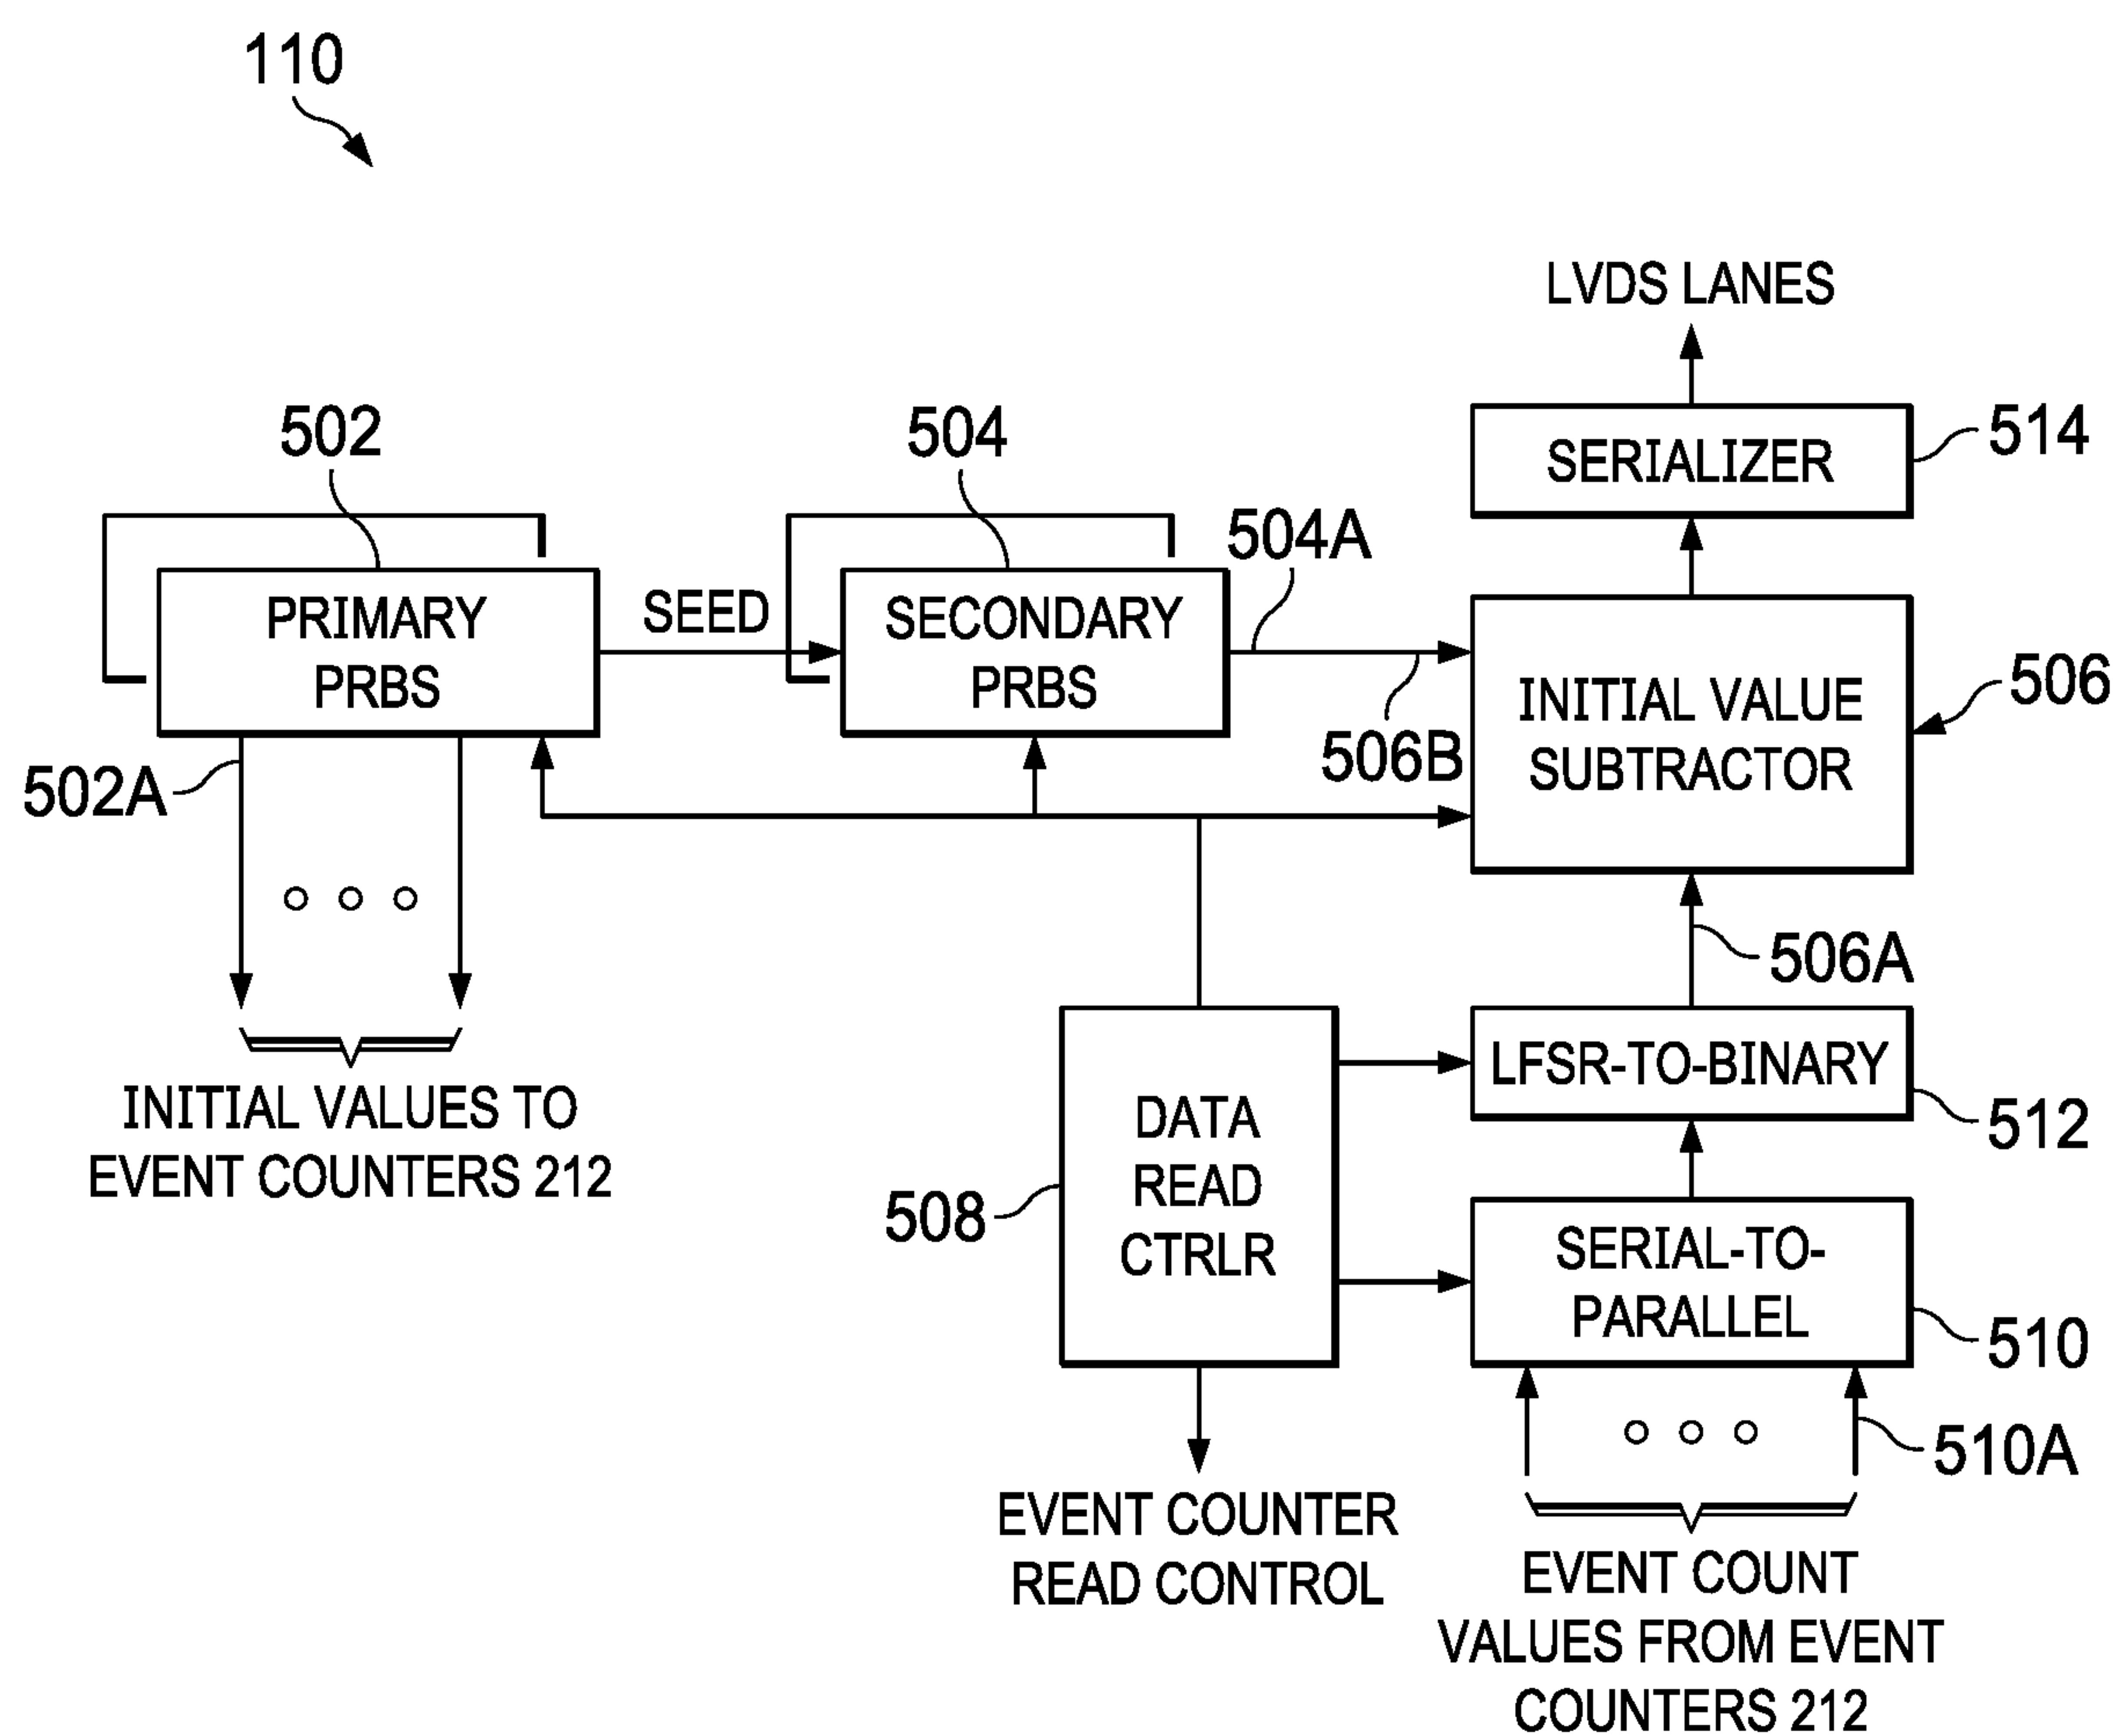 110
LVDS LANES
502
504
504A
SERIALIZER
514
PRIMARY
PRBS
SEED
SECONDARY
PRBS
506B
INITIAL VALUE
SUBTRACTOR
506
502A
506A
INITIAL VALUES TO
EVENT COUNTERS 212
508
DATA
READ
CTRLR
LFSR-TO-BINARY
512
SERIAL-TO-
PARALLEL
510
510A
EVENT COUNTER
READ CONTROL
EVENT COUNT
VALUES FROM EVENT
COUNTERS 212